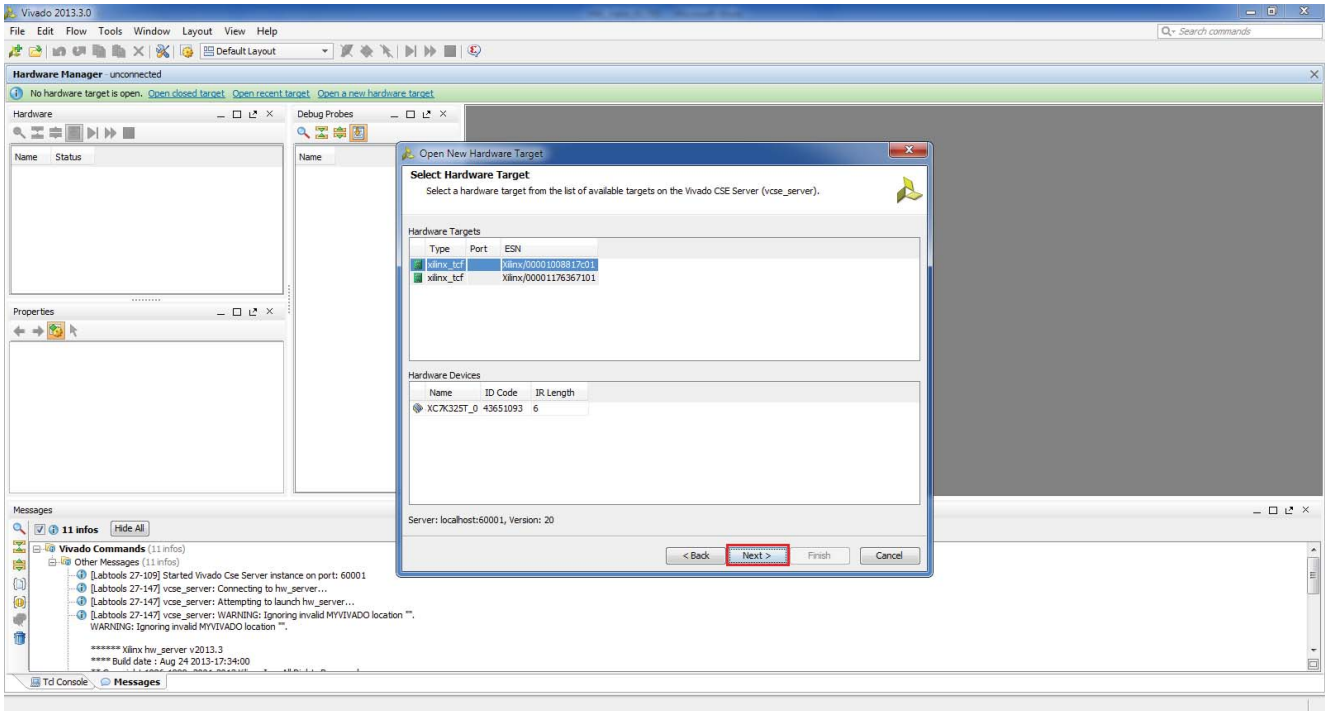 Vivado 2013.3.0
File Edit Flow Tools Window Layout View Help
Q- Search commands
Default Layout
Hardware Manager - unconnected
No hardware target is open. Open closed target Open recent target Open a new hardware target
Hardware
Name Status
Debug Probes
Name
Properties
Open New Hardware Target
Select Hardware Target
Select a hardware target from the list of available targets on the Vivado CSE Server (vcse_server).
Hardware Targets
Type Port ESN
xilinx_tcf Xilinx/00001008817c01
xilinx_tcf Xilinx/00001176367101
Hardware Devices
Name ID Code IR Length
XC7K325T_0 43651093 6
Server: localhost:60001, Version: 20
< Back Next > Finish Cancel
Messages
11 infos Hide All
Vivado Commands (11 infos)
Other Messages (11 infos)
[Labtools 27-109] Started Vivado Cse Server instance on port: 60001
[Labtools 27-147] vcse_server: Connecting to hw_server...
[Labtools 27-147] vcse_server: Attempting to launch hw_server...
[Labtools 27-147] vcse_server: WARNING: Ignoring invalid MYVIVADO location "".
WARNING: Ignoring invalid MYVIVADO location "".
****** Xilinx hw_server v2013.3
**** Build date : Aug 24 2013-17:34:00
Tcl Console Messages